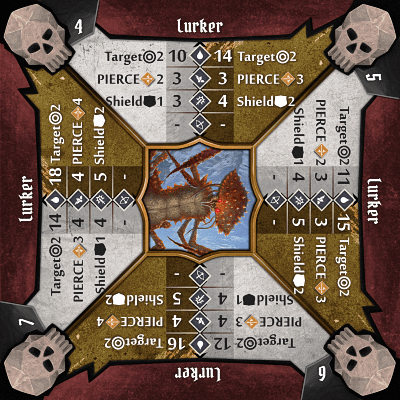 4
Lurker
Target 2 10 14 Target 2
PIERCE 2 3 3 PIERCE 3
Shield 1 3 4 Shield 2
- -
5
Lurker
Target 2 11 15 Target 2
PIERCE 2 3 3 PIERCE 3
Shield 1 4 5 Shield 2
- -
6
Lurker
Target 2 12 16 Target 2
PIERCE 3 4 4 PIERCE 4
Shield 1 4 5 Shield 2
- -
7
Lurker
Target 2 14 18 Target 2
PIERCE 3 4 4 PIERCE 4
Shield 1 4 5 Shield 2
- -